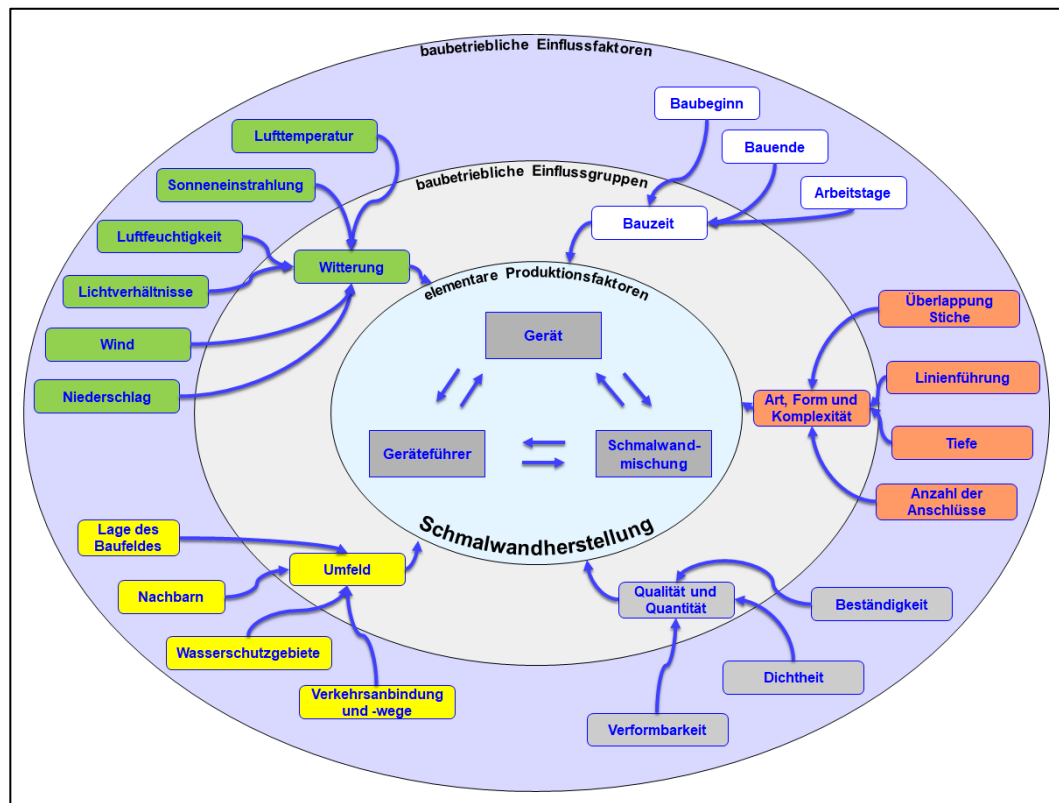 baubetriebliche Einflussfaktoren
Baubeginn
Lufttemperatur
Bauende
baubetriebliche Einflussgruppen
Sonneneinstrahlung
Arbeitstage
Bauzeit
Luftfeuchtigkeit
Witterung
elementare Produktionsfaktoren
Lichtverhältnisse
Überlappung
Stiche
Gerät
Wind
Linienführung
Niederschlag
Art, Form und
Komplexität
Geräteführer
Schmalwand-
mischung
Tiefe
Anzahl der
Anschlüsse
Schmalwandherstellung
Lage des
Baufeldes
Umfeld
Nachbarn
Qualität und
Quantität
Beständigkeit
Wasserschutzgebiete
Dichtheit
Verkehrsanbindung
und -wege
Verformbarkeit